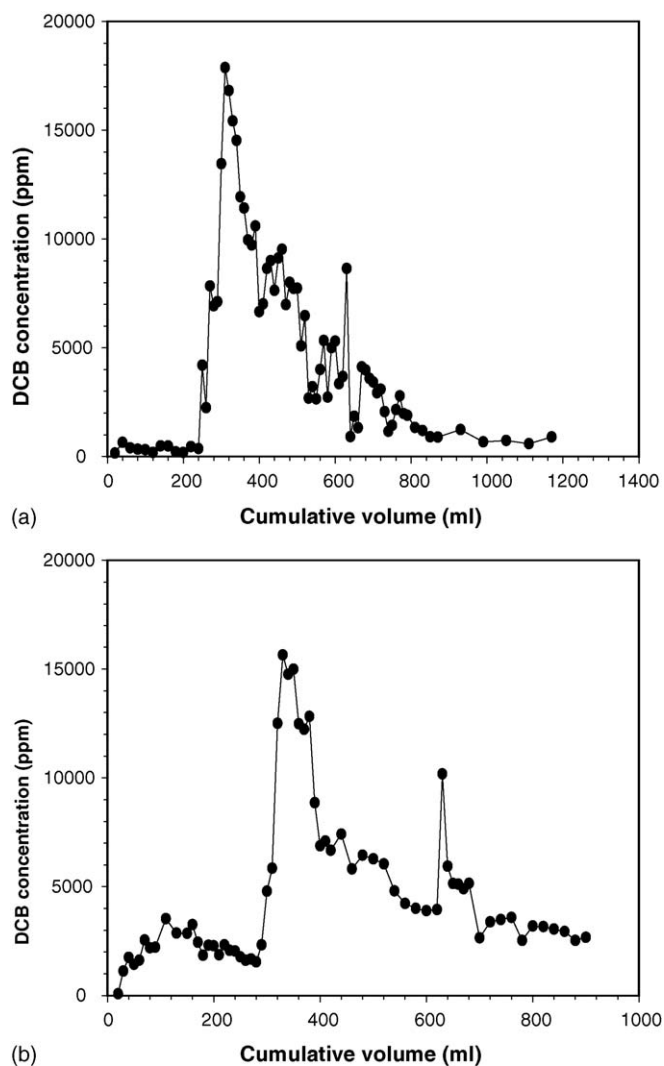 20000
15000
10000
5000
0
DCB concentration (ppm)
0 200 400 600 800 1000 1200 1400
(a) Cumulative volume (ml)
20000
15000
10000
5000
0
DCB concentration (ppm)
0 200 400 600 800 1000
(b) Cumulative volume (ml)